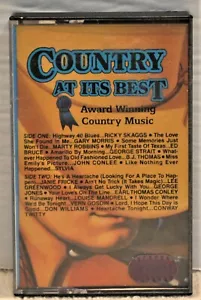 COUNTRY
AT ITS BEST
Award Winning
Country Music
SIDE ONE: Highway 40 Blues...RICKY SKAGGS • The Love
She Found In Me...GARY MORRIS • Some Memories Just
Won't Die...MARTY ROBBINS • My First Taste Of Texas...ED
BRUCE • Amarillo By Morning...GEORGE STRAIT • What-
ever Happened To Old Fashioned Love...B.J. THOMAS • Miss
Emily's Picture...JOHN CONLEE • Like Nothing Ever
Happened...SYLVIA
SIDE TWO: He's A Heartache (Looking For A Place To Hap-
pen)...JANIE FRICKE • Ain't No Trick (It Takes Magic)...LEE
GREENWOOD • I Always Get Lucky With You...GEORGE
JONES • Your Love's On The Line...EARL THOMAS CONLEY
• Runaway Heart...LOUISE MANDRELL • I Wonder Where
We'd Be Tonight...VERN GOSDIN • Lord, I Hope This Day Is
Good...DON WILLIAMS • Heartache Tonight...CONWAY
TWITTY